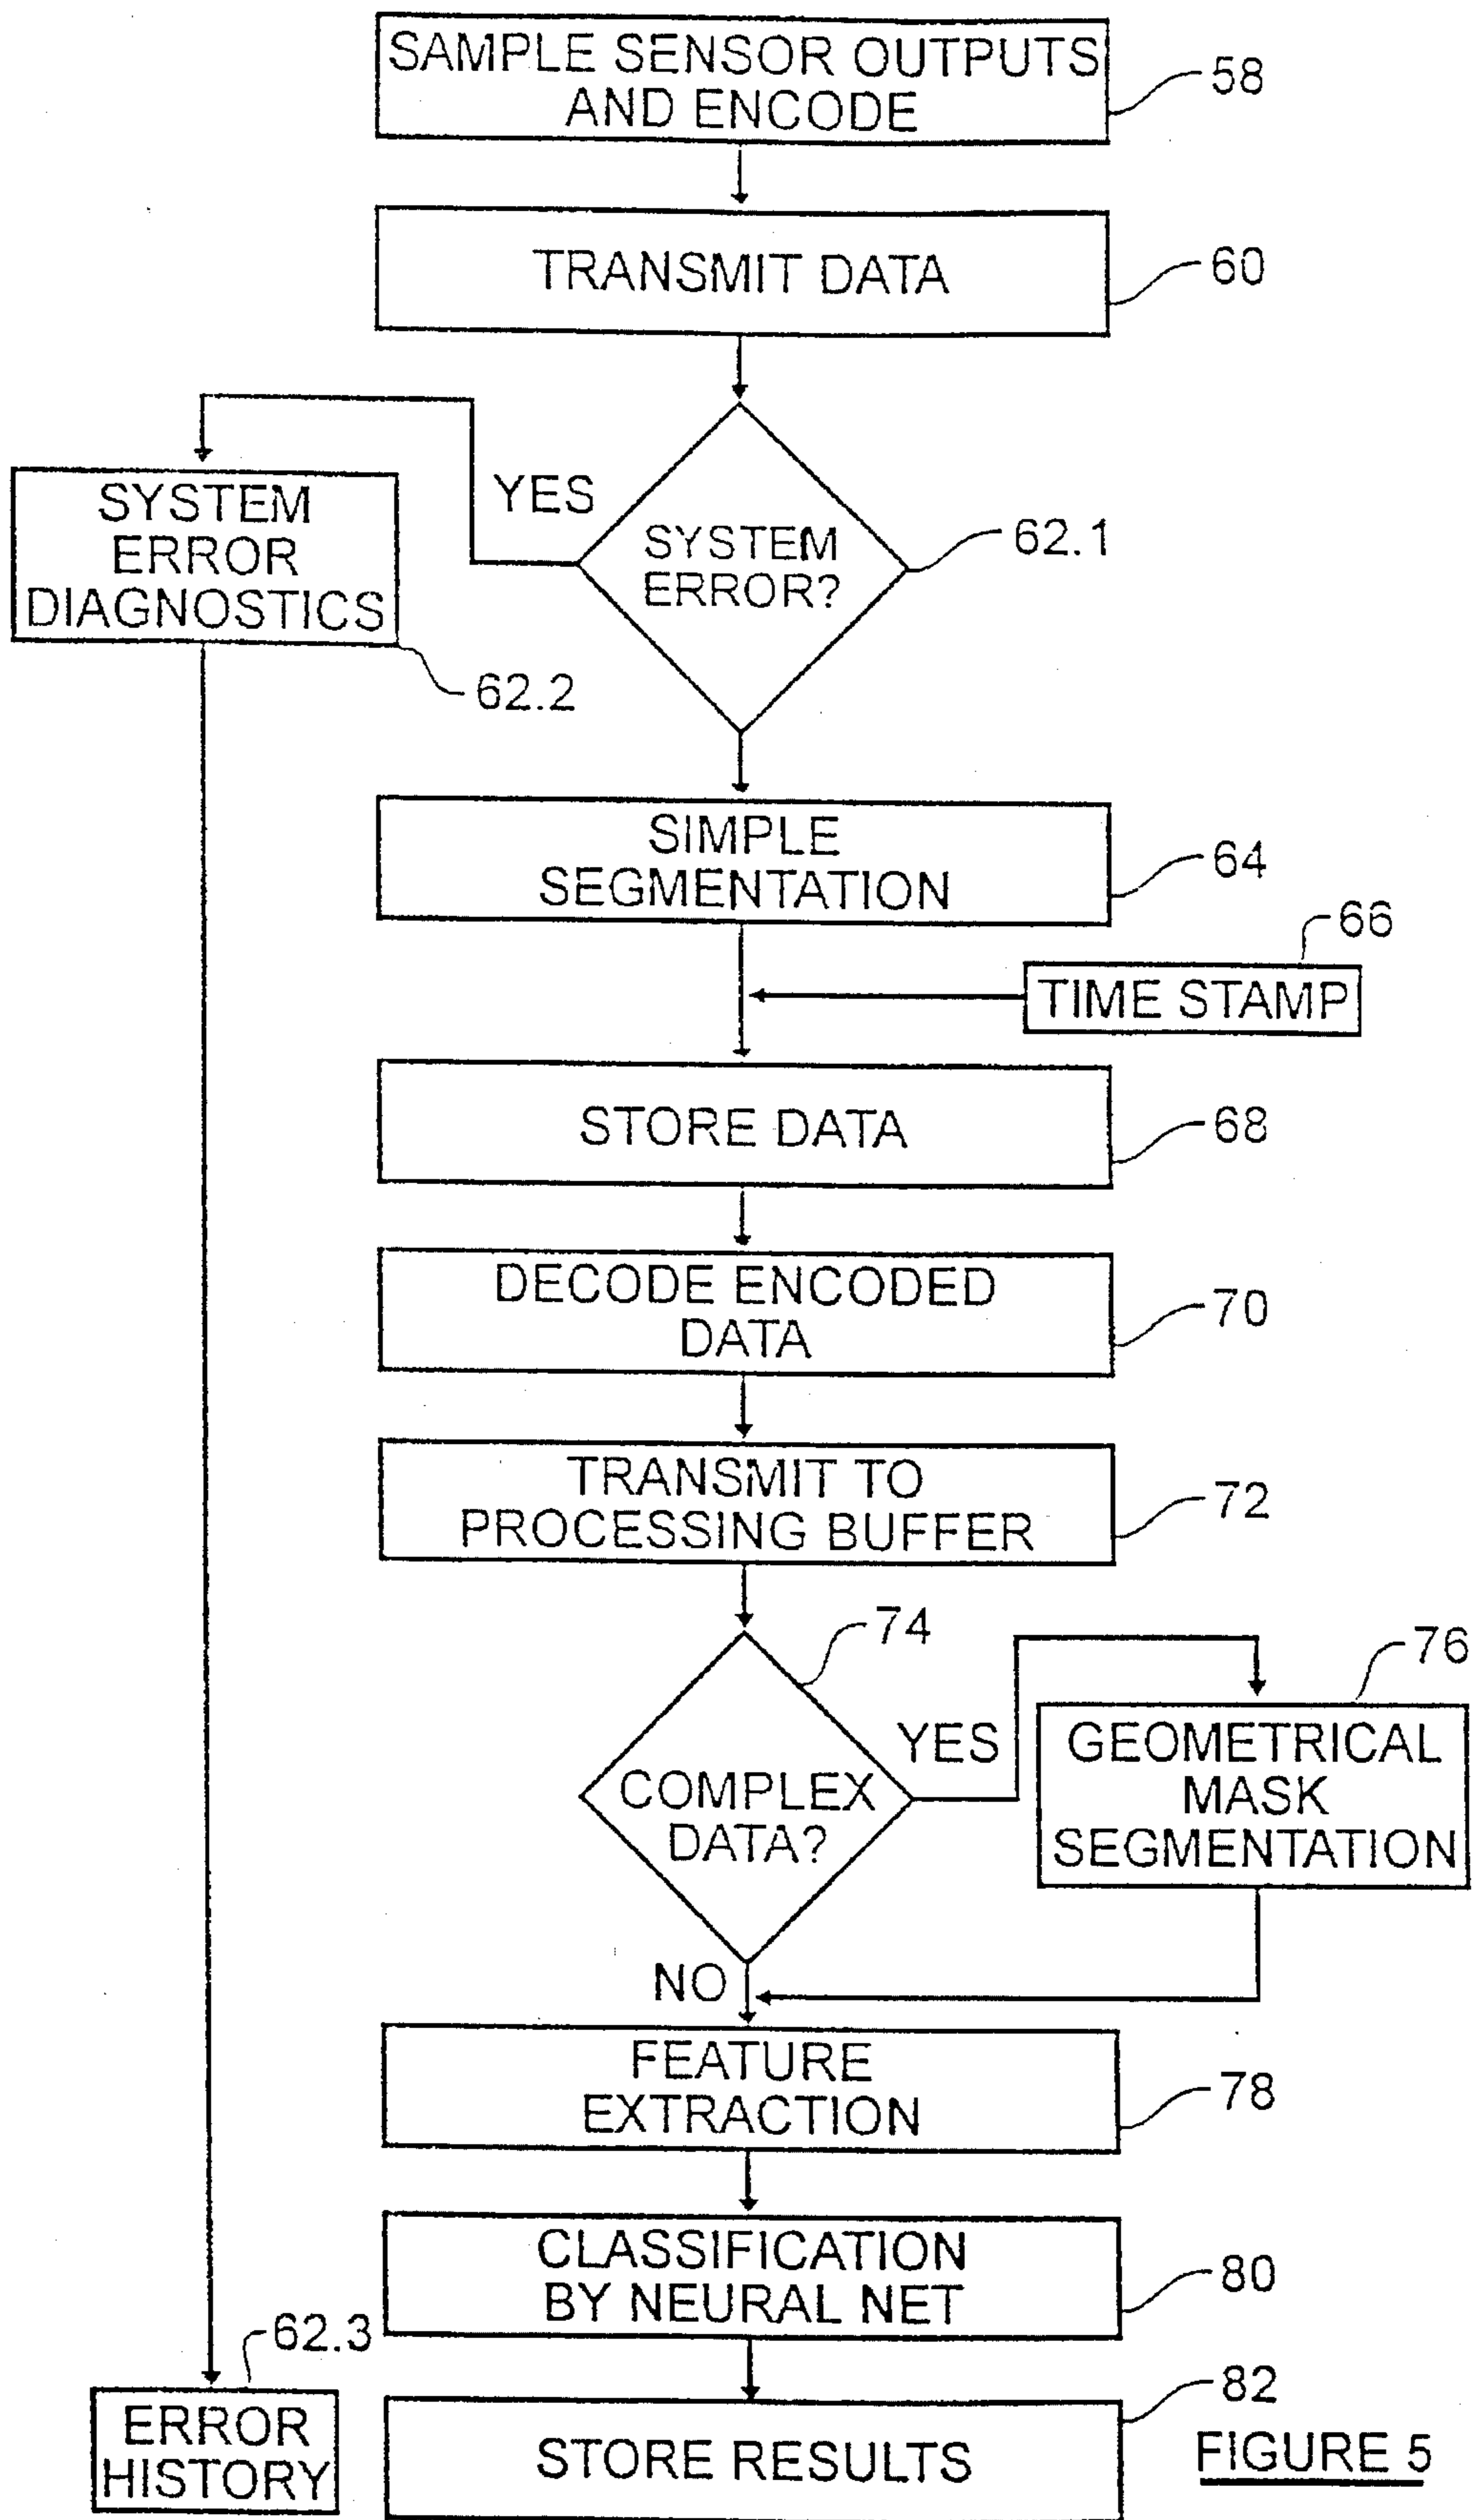 SAMPLE SENSOR OUTPUTS
AND ENCODE
58
TRANSMIT DATA
60
YES
SYSTEM
ERROR?
62.1
SYSTEM
ERROR
DIAGNOSTICS
62.2
SIMPLE
SEGMENTATION
64
66
TIME STAMP
STORE DATA
68
DECODE ENCODED
DATA
70
TRANSMIT TO
PROCESSING BUFFER
72
74
COMPLEX
DATA?
YES
76
GEOMETRICAL
MASK
SEGMENTATION
NO
FEATURE
EXTRACTION
78
CLASSIFICATION
BY NEURAL NET
80
62.3
ERROR
HISTORY
82
STORE RESULTS
FIGURE 5